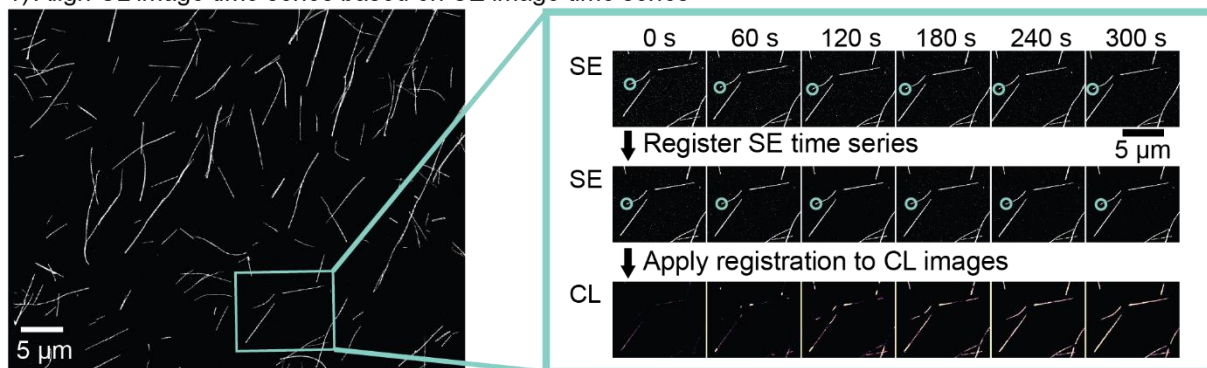 0 s 60 s 120 s 180 s 240 s 300 s
SE
Register SE time series
5 µm
SE
Apply registration to CL images
CL
5 µm